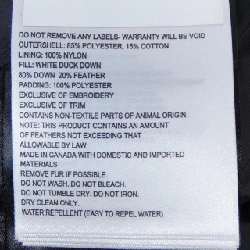 DO NOT REMOVE ANY LABELS- WARRANTY WILL BE VOID
OUTERSHELL: 85% POLYESTER, 15% COTTON
LINING: 100% NYLON
FILL: WHITE DUCK DOWN
80% DOWN 20% FEATHER
PADDING: 100% POLYESTER
EXCLUSIVE OF EMBROIDERY
EXCLUSIVE OF TRIM
CONTAINS NON-TEXTILE PARTS OF ANIMAL ORIGIN
NOTE: THIS PRODUCT CONTAINS AN AMOUNT
OF FEATHERS NOT EXCEEDING THAT
ALLOWABLE BY LAW
MADE IN CANADA WITH DOMESTIC AND IMPORTED
MATERIALS
REMOVE FUR IF POSSIBLE.
DO NOT WASH. DO NOT BLEACH.
DO NOT TUMBLE DRY. DO NOT IRON.
DRY CLEAN ONLY.
WATER REPELLENT (EASY TO REPEL WATER)